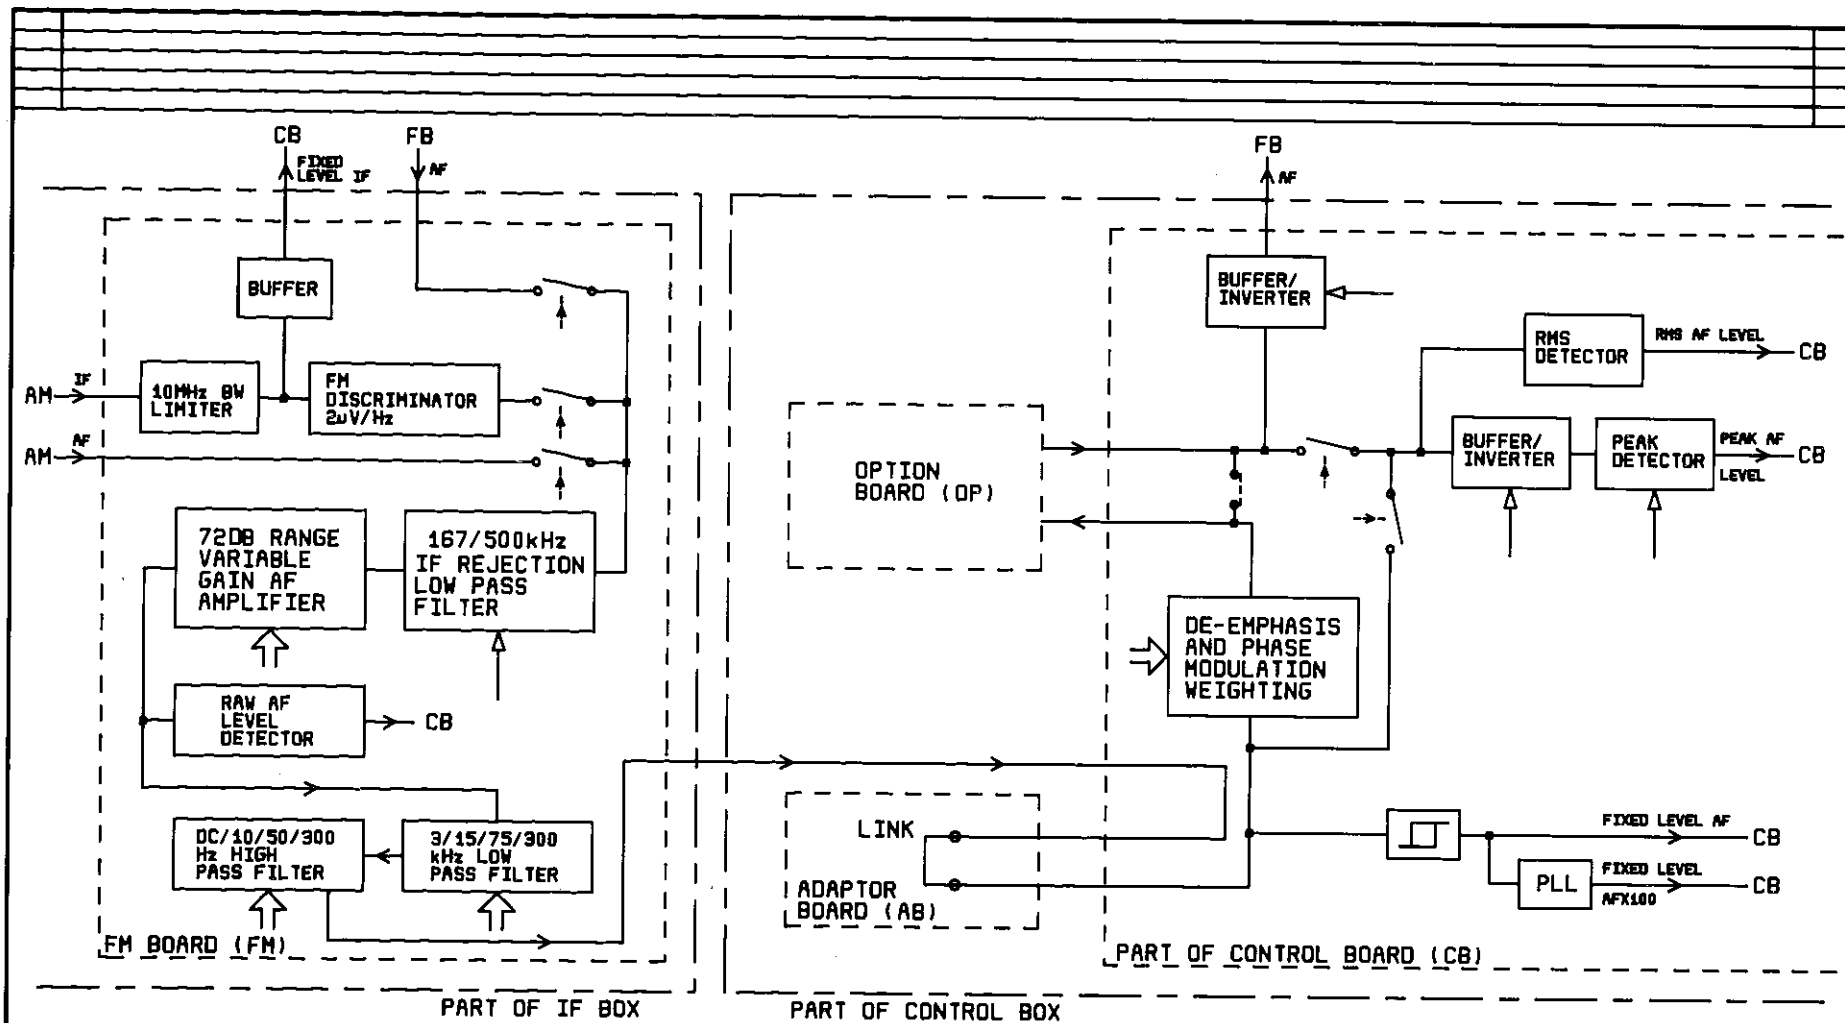 CB
FB
FB
FIXED
LEVEL IF
AF
AF
BUFFER
BUFFER/
INVERTER
RMS
DETECTOR
RMS AF LEVEL
CB
AM
IF
10MHz BW
LIMITER
FM
DISCRIMINATOR
2uV/Hz
AM
AF
OPTION
BOARD (OP)
BUFFER/
INVERTER
PEAK
DETECTOR
PEAK AF
LEVEL
CB
72DB RANGE
VARIABLE
GAIN AF
AMPLIFIER
167/500kHz
IF REJECTION
LOW PASS
FILTER
DE-EMPHASIS
AND PHASE
MODULATION
WEIGHTING
RAW AF
LEVEL
DETECTOR
CB
DC/10/50/300
Hz HIGH
PASS FILTER
3/15/75/300
kHz LOW
PASS FILTER
LINK
ADAPTOR
BOARD (AB)
FIXED LEVEL AF
CB
PLL
FIXED LEVEL
AFX100
CB
FM BOARD (FM)
PART OF CONTROL BOARD (CB)
PART OF IF BOX
PART OF CONTROL BOX